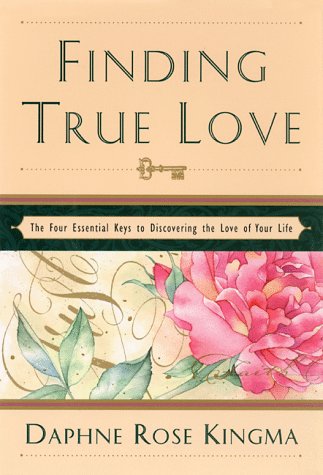 FINDING
TRUE LOVE
The Four Essential Keys to Discovering the Love of Your Life
DAPHNE ROSE KINGMA